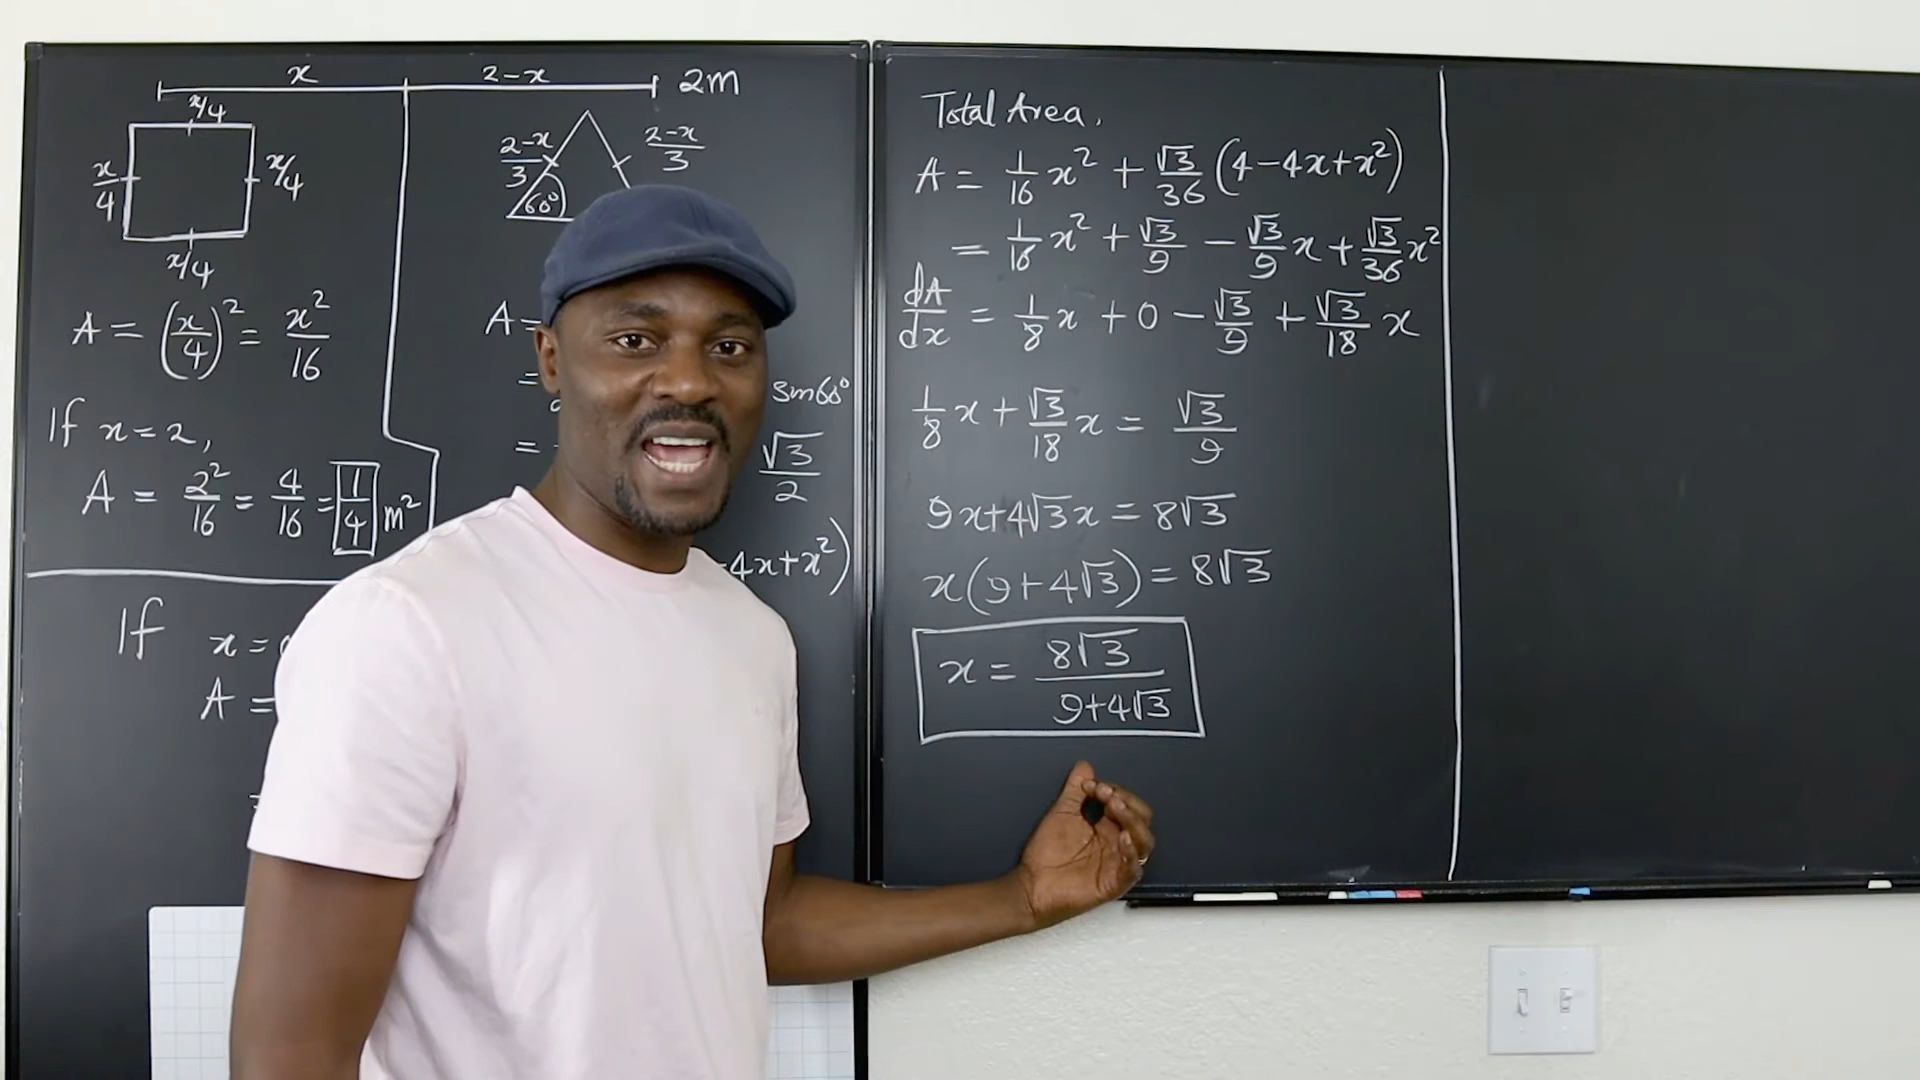 x 2-x 2m
x/4
x/4 x/4
x/4
2-x/3 2-x/3
60°
A = (x/4)² = x²/16
If x=2,
A = 2²/16 = 4/16 = 1/4 m²
A=
=
sin60°
=
√3/2
-4x+x²)
If x=
A=
Total Area.
A = 1/16 x² + √3/36 (4-4x+x²)
= 1/16 x² + √3/9 - √3/9 x + √3/36 x²
dA/dx = 1/8 x + 0 - √3/9 + √3/18 x
1/8 x + √3/18 x = √3/9
9x+4√3x = 8√3
x(9+4√3) = 8√3
x = 8√3/9+4√3